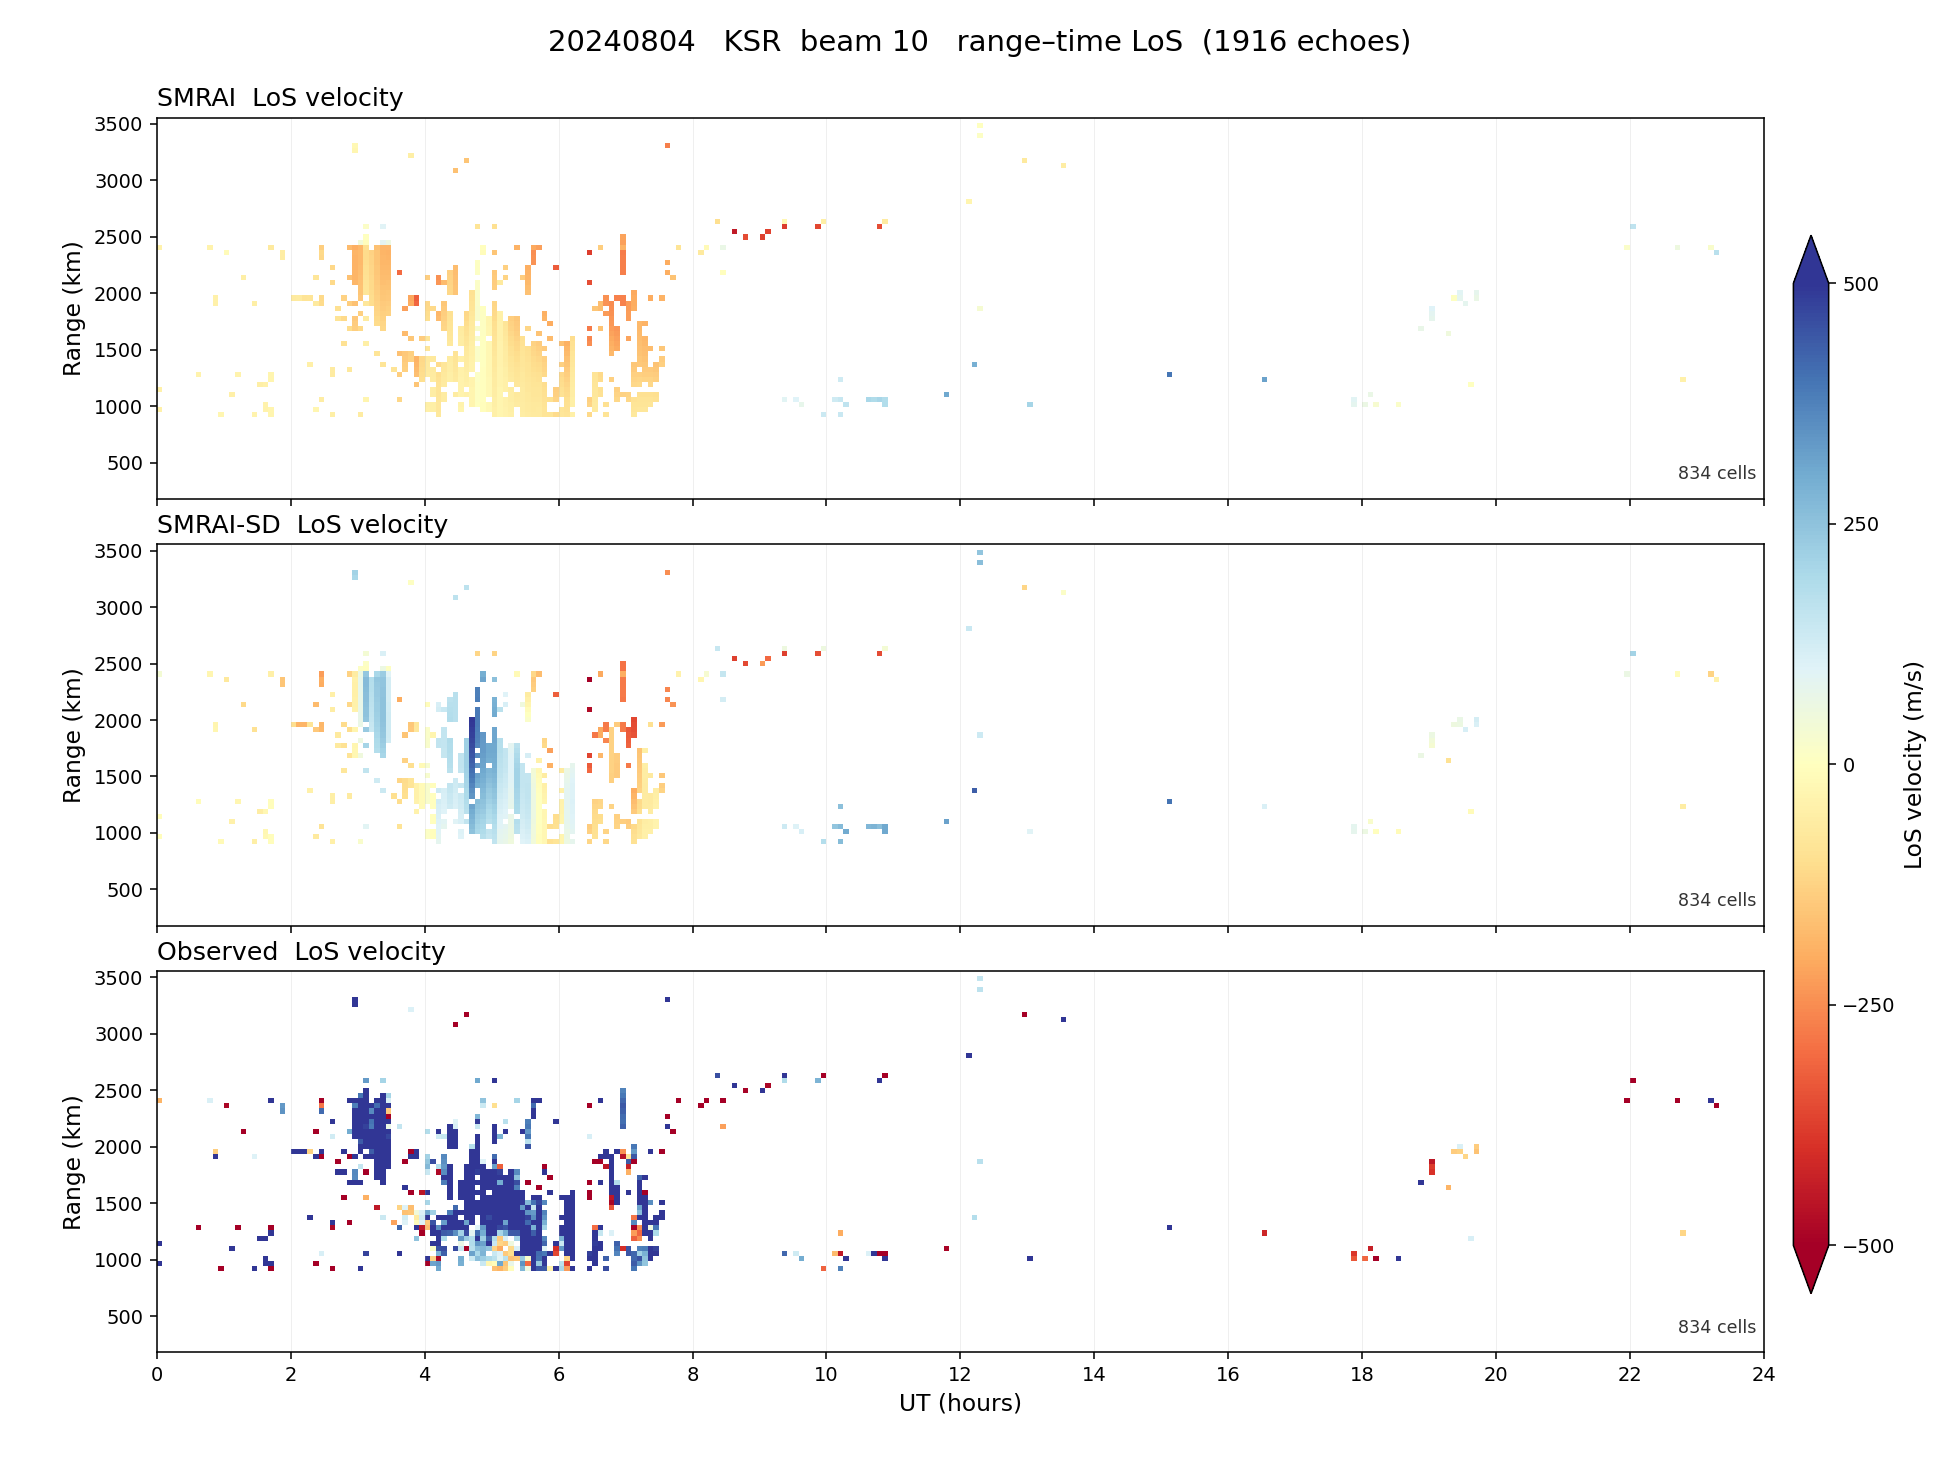 20240804 KSR beam 10 range–time LoS (1916 echoes)
SMRAI LoS velocity
3500
3000
2500
2000
1500
1000
500
Range (km)
834 cells
SMRAI-SD LoS velocity
3500
3000
2500
2000
1500
1000
500
Range (km)
834 cells
Observed LoS velocity
3500
3000
2500
2000
1500
1000
500
Range (km)
834 cells
0 2 4 6 8 10 12 14 16 18 20 22 24
UT (hours)
500
250
0
−250
−500
LoS velocity (m/s)